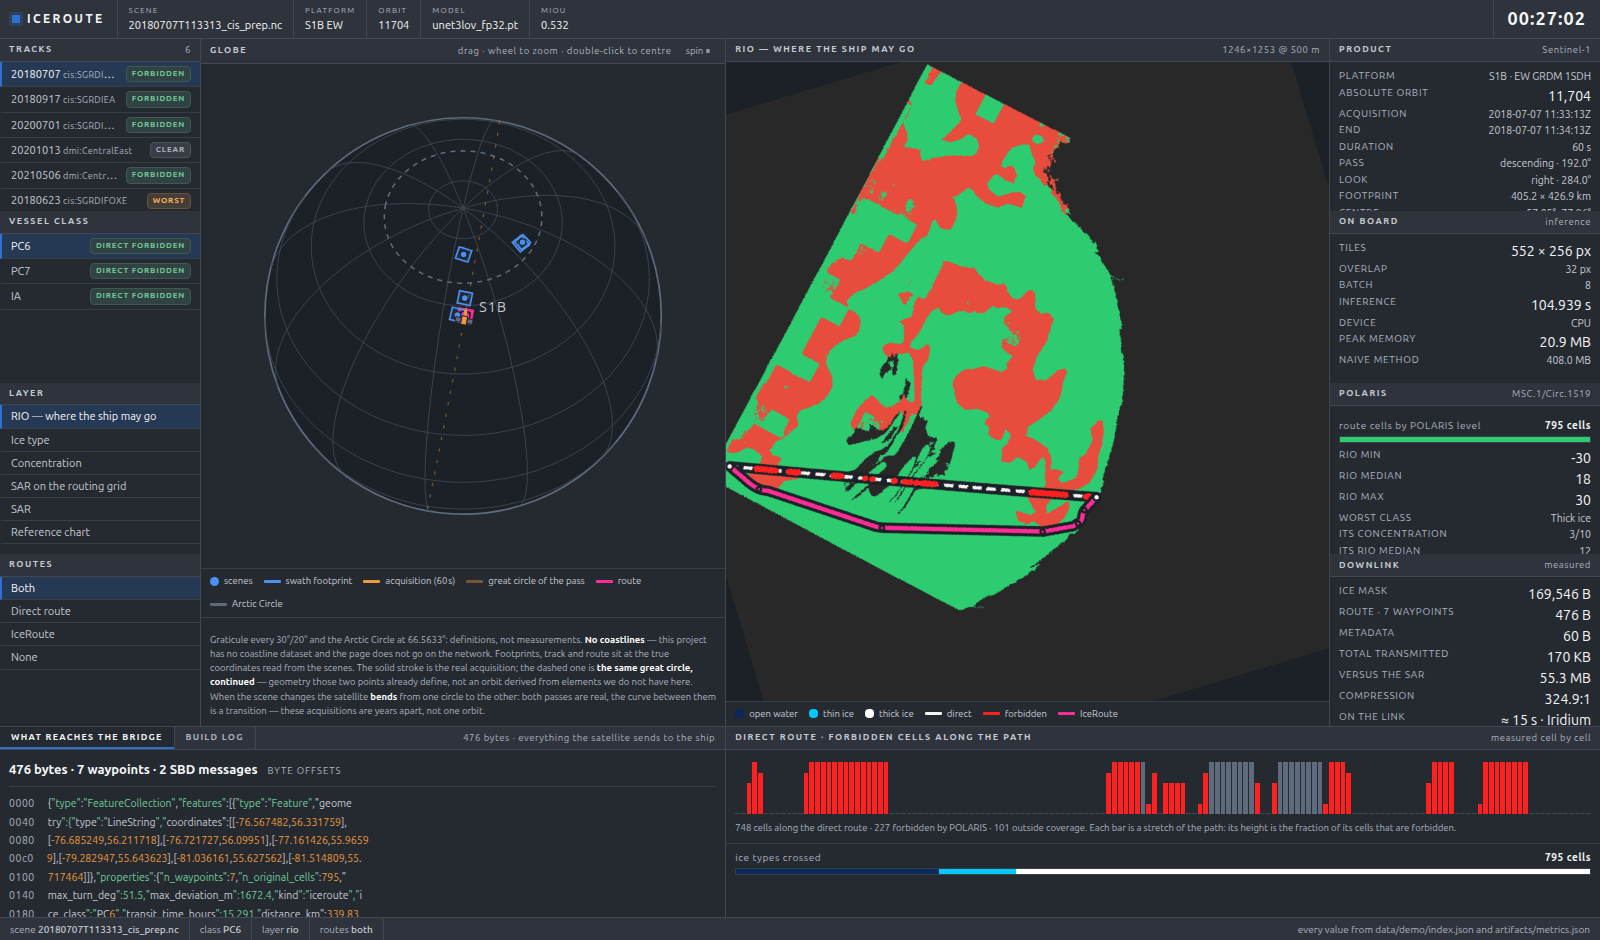 ICEROUTE
SCENE
20180707T113313_cis_prep.nc
PLATFORM
S1B EW
ORBIT
11704
MODEL
unet3lov_fp32.pt
MIOU
0.532
00:27:02
TRACKS 6
20180707 cis:SGRDI... FORBIDDEN
20180917 cis:SGRDIEA FORBIDDEN
20200701 cis:SGRDI... FORBIDDEN
20201013 dmi:CentralEast CLEAR
20210506 dmi:Centr... FORBIDDEN
20180623 cis:SGRDIFOXE WORST
VESSEL CLASS
PC6 DIRECT FORBIDDEN
PC7 DIRECT FORBIDDEN
IA DIRECT FORBIDDEN
LAYER
RIO — where the ship may go
Ice type
Concentration
SAR on the routing grid
SAR
Reference chart
ROUTES
Both
Direct route
IceRoute
None
GLOBE drag · wheel to zoom · double-click to centre spin
S1B
scenes swath footprint acquisition (60s) great circle of the pass route
Arctic Circle
Graticule every 30°/20° and the Arctic Circle at 66.5633°: definitions, not measurements. No coastlines — this project
has no coastline dataset and the page does not go on the network. Footprints, track and route sit at the true
coordinates read from the scenes. The solid stroke is the real acquisition; the dashed one is the same great circle,
continued — geometry those two points already define, not an orbit derived from elements we do not have here.
When the scene changes the satellite bends from one circle to the other: both passes are real, the curve between them
is a transition — these acquisitions are years apart, not one orbit.
RIO — WHERE THE SHIP MAY GO 1246×1253 @ 500 m
open water thin ice thick ice direct forbidden IceRoute
PRODUCT Sentinel-1
PLATFORM S1B · EW GRDM 1SDH
ABSOLUTE ORBIT 11,704
ACQUISITION 2018-07-07 11:33:13Z
END 2018-07-07 11:34:13Z
DURATION 60 s
PASS descending · 192.0°
LOOK right · 284.0°
FOOTPRINT 405.2 × 426.9 km
ON BOARD inference
TILES 552 × 256 px
OVERLAP 32 px
BATCH 8
INFERENCE 104.939 s
DEVICE CPU
PEAK MEMORY 20.9 MB
NAIVE METHOD 408.0 MB
POLARIS MSC.1/Circ.1519
route cells by POLARIS level 795 cells
RIO MIN -30
RIO MEDIAN 18
RIO MAX 30
WORST CLASS Thick ice
ITS CONCENTRATION 3/10
ITS RIO MEDIAN 12
DOWNLINK measured
ICE MASK 169,546 B
ROUTE · 7 WAYPOINTS 476 B
METADATA 60 B
TOTAL TRANSMITTED 170 KB
VERSUS THE SAR 55.3 MB
COMPRESSION 324.9:1
ON THE LINK ≈ 15 s · Iridium
WHAT REACHES THE BRIDGE BUILD LOG 476 bytes · everything the satellite sends to the ship
476 bytes · 7 waypoints · 2 SBD messages BYTE OFFSETS
0000 {"type":"FeatureCollection","features":[{"type":"Feature","geome
0040 try":{"type":"LineString","coordinates":[[-76.567482,56.331759],
0080 [-76.685249,56.211718],[-76.721727,56.09951],[-77.161426,55.9659
00c0 9],[-79.282947,55.643623],[-81.036161,55.627562],[-81.514809,55.
0100 717464]]},"properties":{"n_waypoints":7,"n_original_cells":795,"
0140 max_turn_deg":51.5,"max_deviation_m":1672.4,"kind":"iceroute","i
0180 ce_class":"PC6","transit_time_hours":15.291,"distance_km":339.83
DIRECT ROUTE · FORBIDDEN CELLS ALONG THE PATH measured cell by cell
748 cells along the direct route · 227 forbidden by POLARIS · 101 outside coverage. Each bar is a stretch of the path: its height is the fraction of its cells that are forbidden.
ice types crossed 795 cells
scene 20180707T113313_cis_prep.nc class PC6 layer rio routes both every value from data/demo/index.json and artifacts/metrics.json